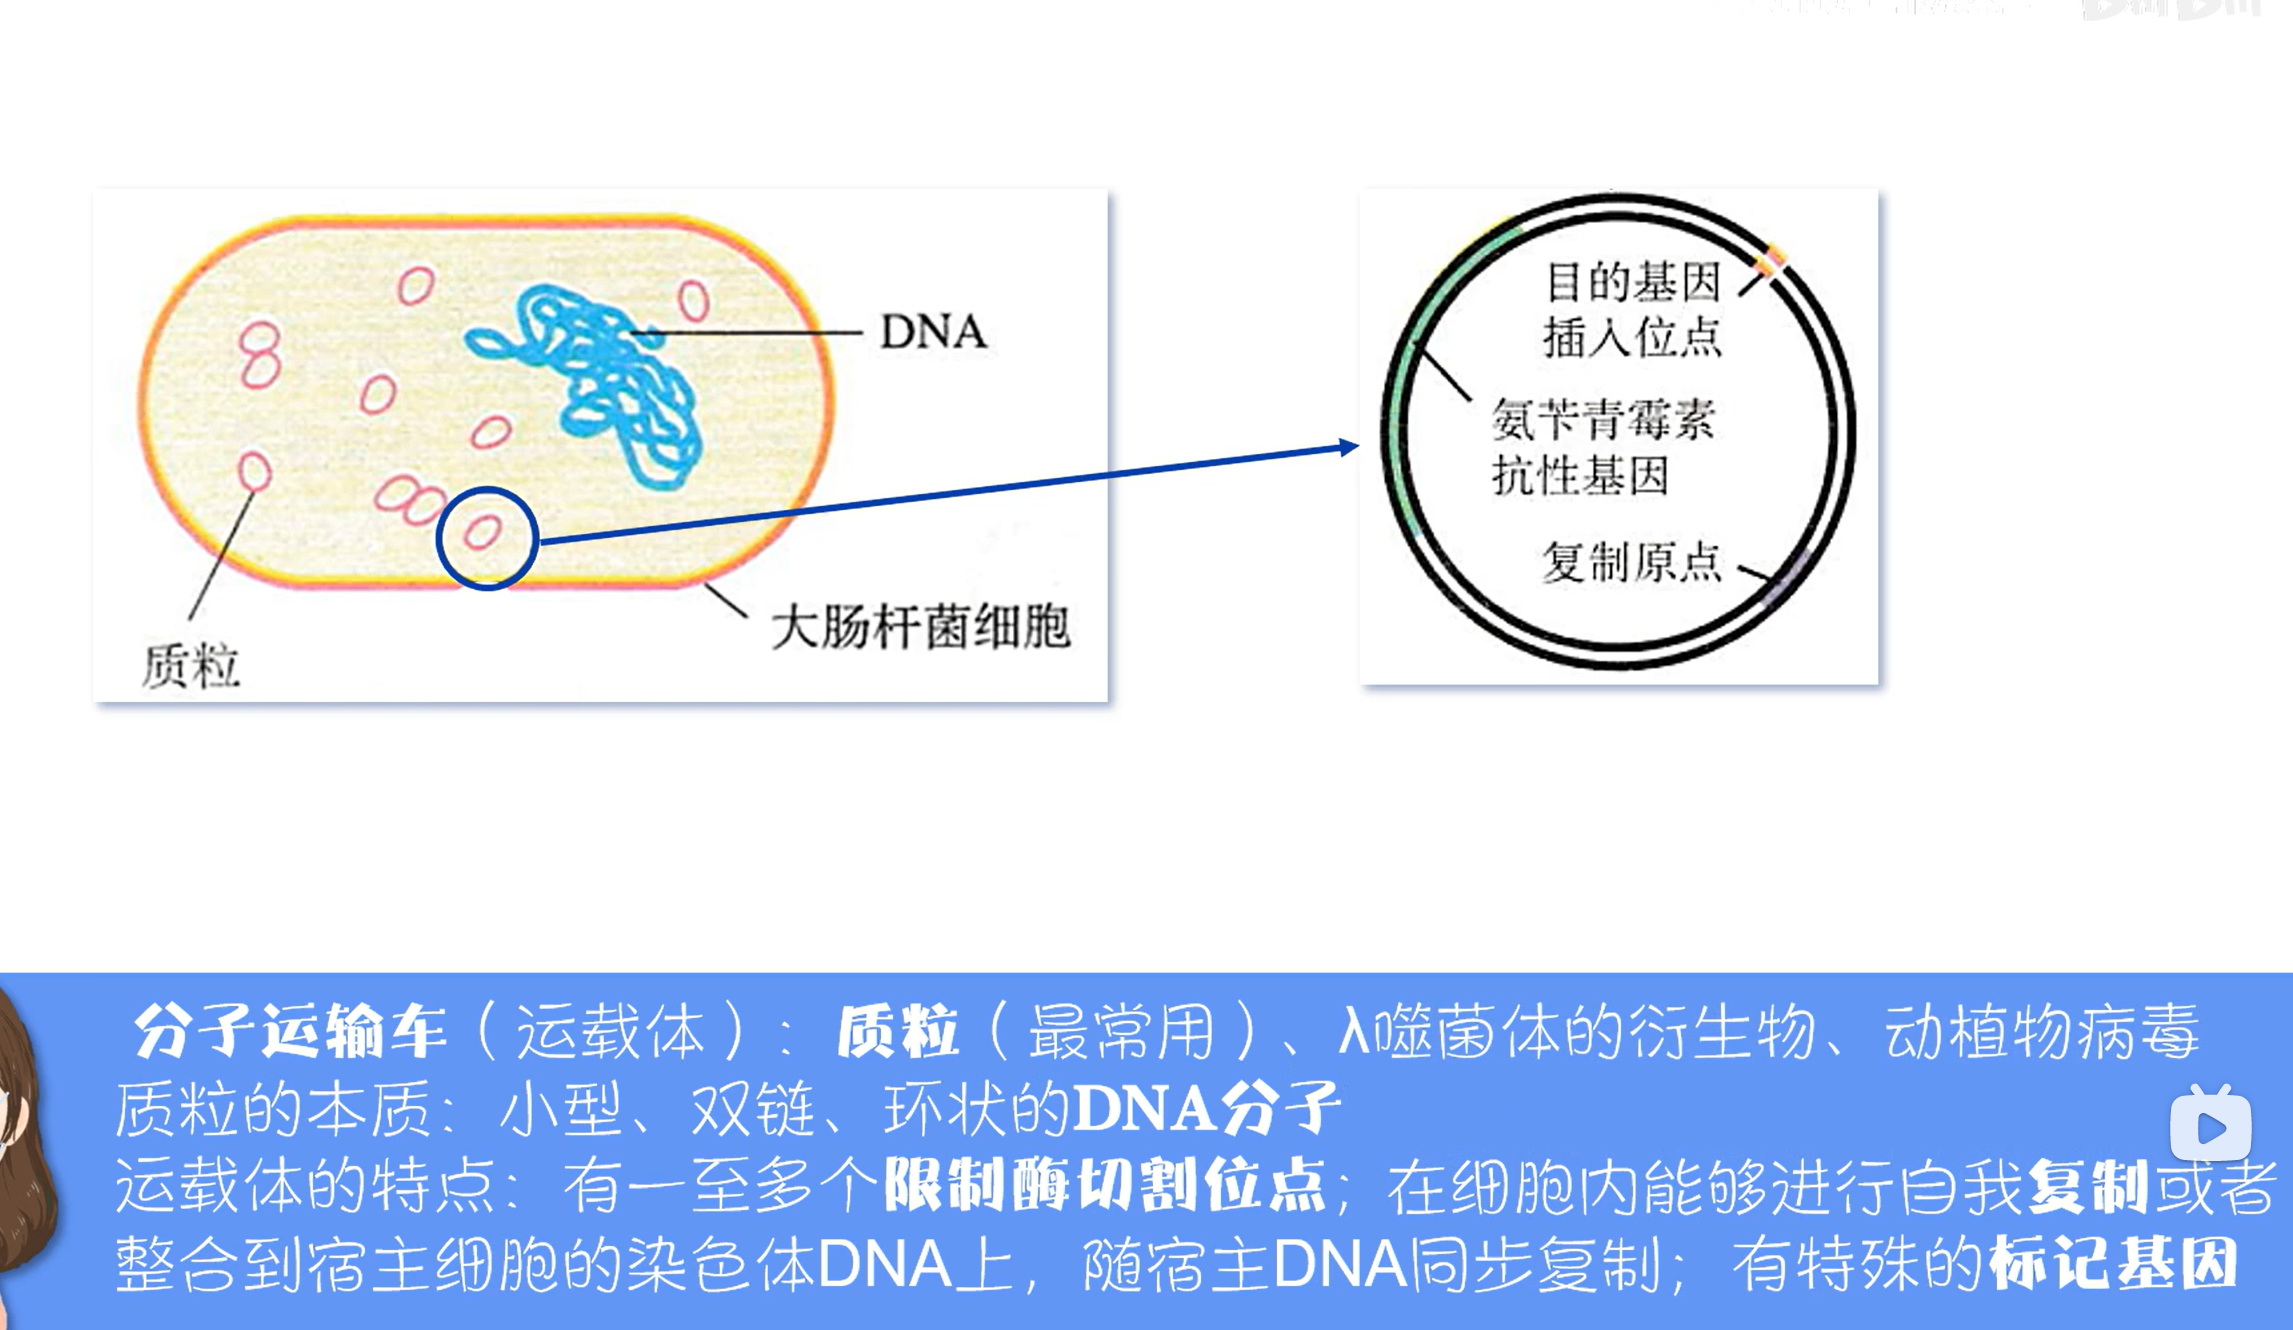 DNA
大肠杆菌细胞
质粒
目的基因
插入位点
氨苄青霉素
抗性基因
复制原点
分子运输车（运载体）：质粒（最常用）、λ噬菌体的衍生物、动植物病毒
质粒的本质：小型、双链、环状的DNA分子
运载体的特点：有一至多个限制酶切割位点；在细胞内能够进行自我复制或者
整合到宿主细胞的染色体DNA上，随宿主DNA同步复制；有特殊的标记基因